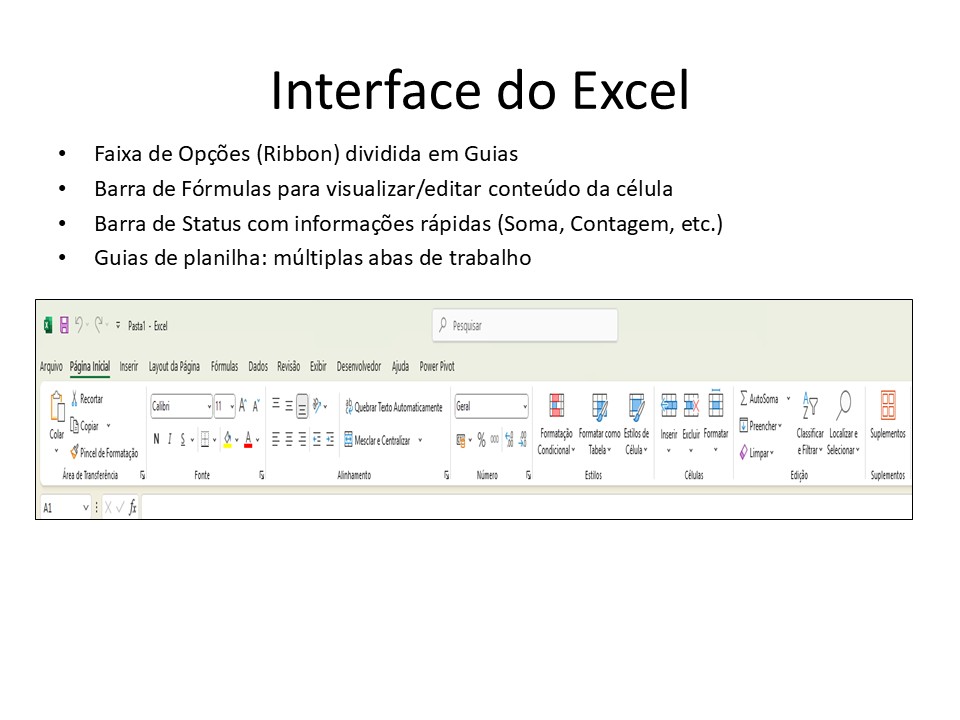 Interface do Excel
• Faixa de Opções (Ribbon) dividida em Guias
• Barra de Fórmulas para visualizar/editar conteúdo da célula
• Barra de Status com informações rápidas (Soma, Contagem, etc.)
• Guias de planilha: múltiplas abas de trabalho
Pasta1 - Excel
Pesquisar
Arquivo Página Inicial Inserir Layout da Página Fórmulas Dados Revisão Exibir Desenvolvedor Ajuda Power Pivot
Colar
Recortar
Copiar
Pincel de Formatação
Área de Transferência
Calibri 11 A A
N I S A
Fonte
ab Quebrar Texto Automaticamente
Mesclar e Centralizar
Alinhamento
Geral
% 000
Número
Formatação
Condicional
Formatar como
Tabela
Estilos de
Célula
Estilos
Inserir Excluir Formatar
Células
∑ AutoSoma
Preencher
Limpar
Classificar
e Filtrar
Localizar e
Selecionar
Edição
Suplementos
Suplementos
A1 fx